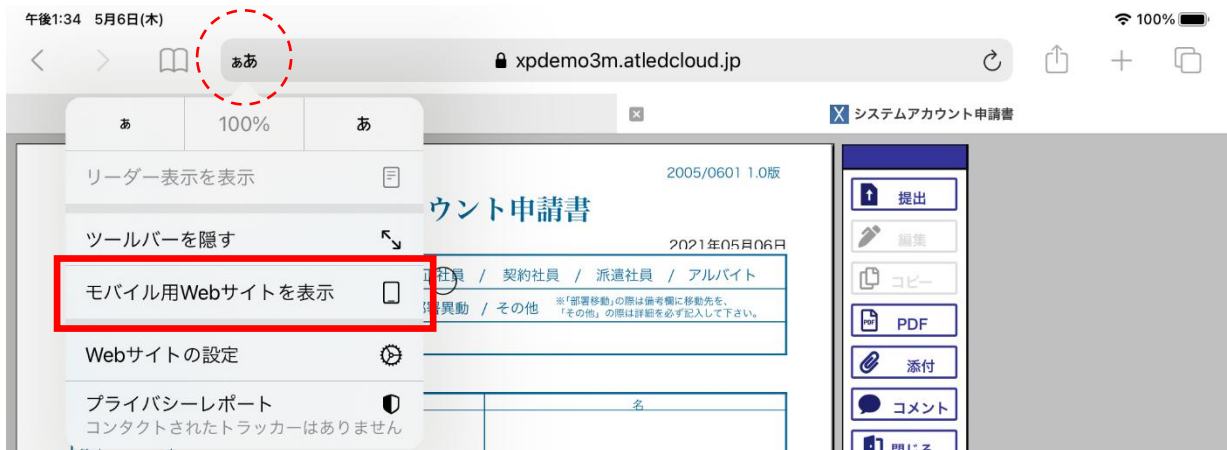 午後1:34 5月6日(木)
100%
ぁあ
xpdemo3m.atledcloud.jp
あ 100% あ
システムアカウント申請書
リーダー表示を表示
ツールバーを隠す
モバイル用Webサイトを表示
Webサイトの設定
プライバシーレポート
コンタクトされたトラッカーはありません
2005/0601 1.0版
ウント申請書
2021年05月06日
社員 / 契約社員 / 派遣社員 / アルバイト
署異動 / その他 ※「部署移動」の際は備考欄に移動先を、
「その他」の際は詳細を必ず記入して下さい。
名
提出
編集
コピー
PDF
PDF
添付
コメント
閉じる